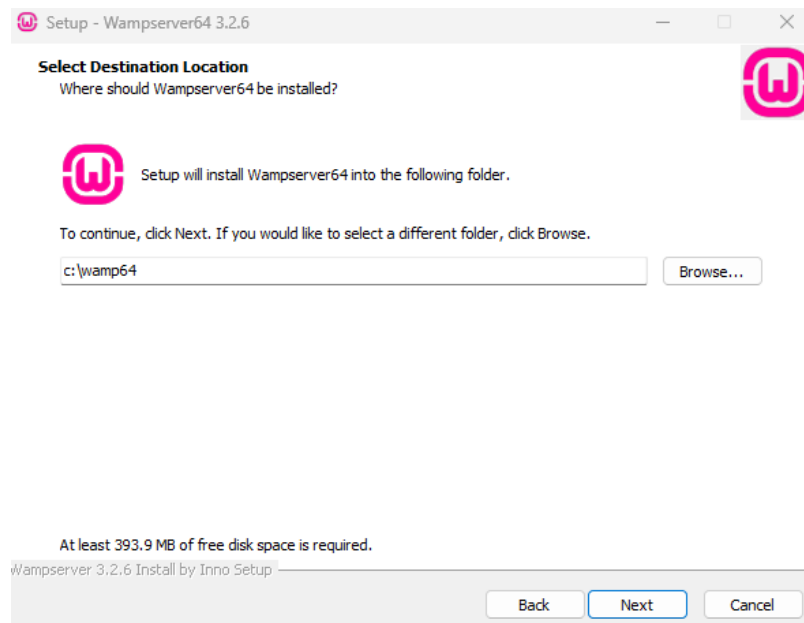 Setup - Wampserver64 3.2.6
Select Destination Location
Where should Wampserver64 be installed?
Setup will install Wampserver64 into the following folder.
To continue, click Next. If you would like to select a different folder, click Browse.
c:\wamp64
Browse...
At least 393.9 MB of free disk space is required.
Wampserver 3.2.6 Install by Inno Setup
Back Next Cancel